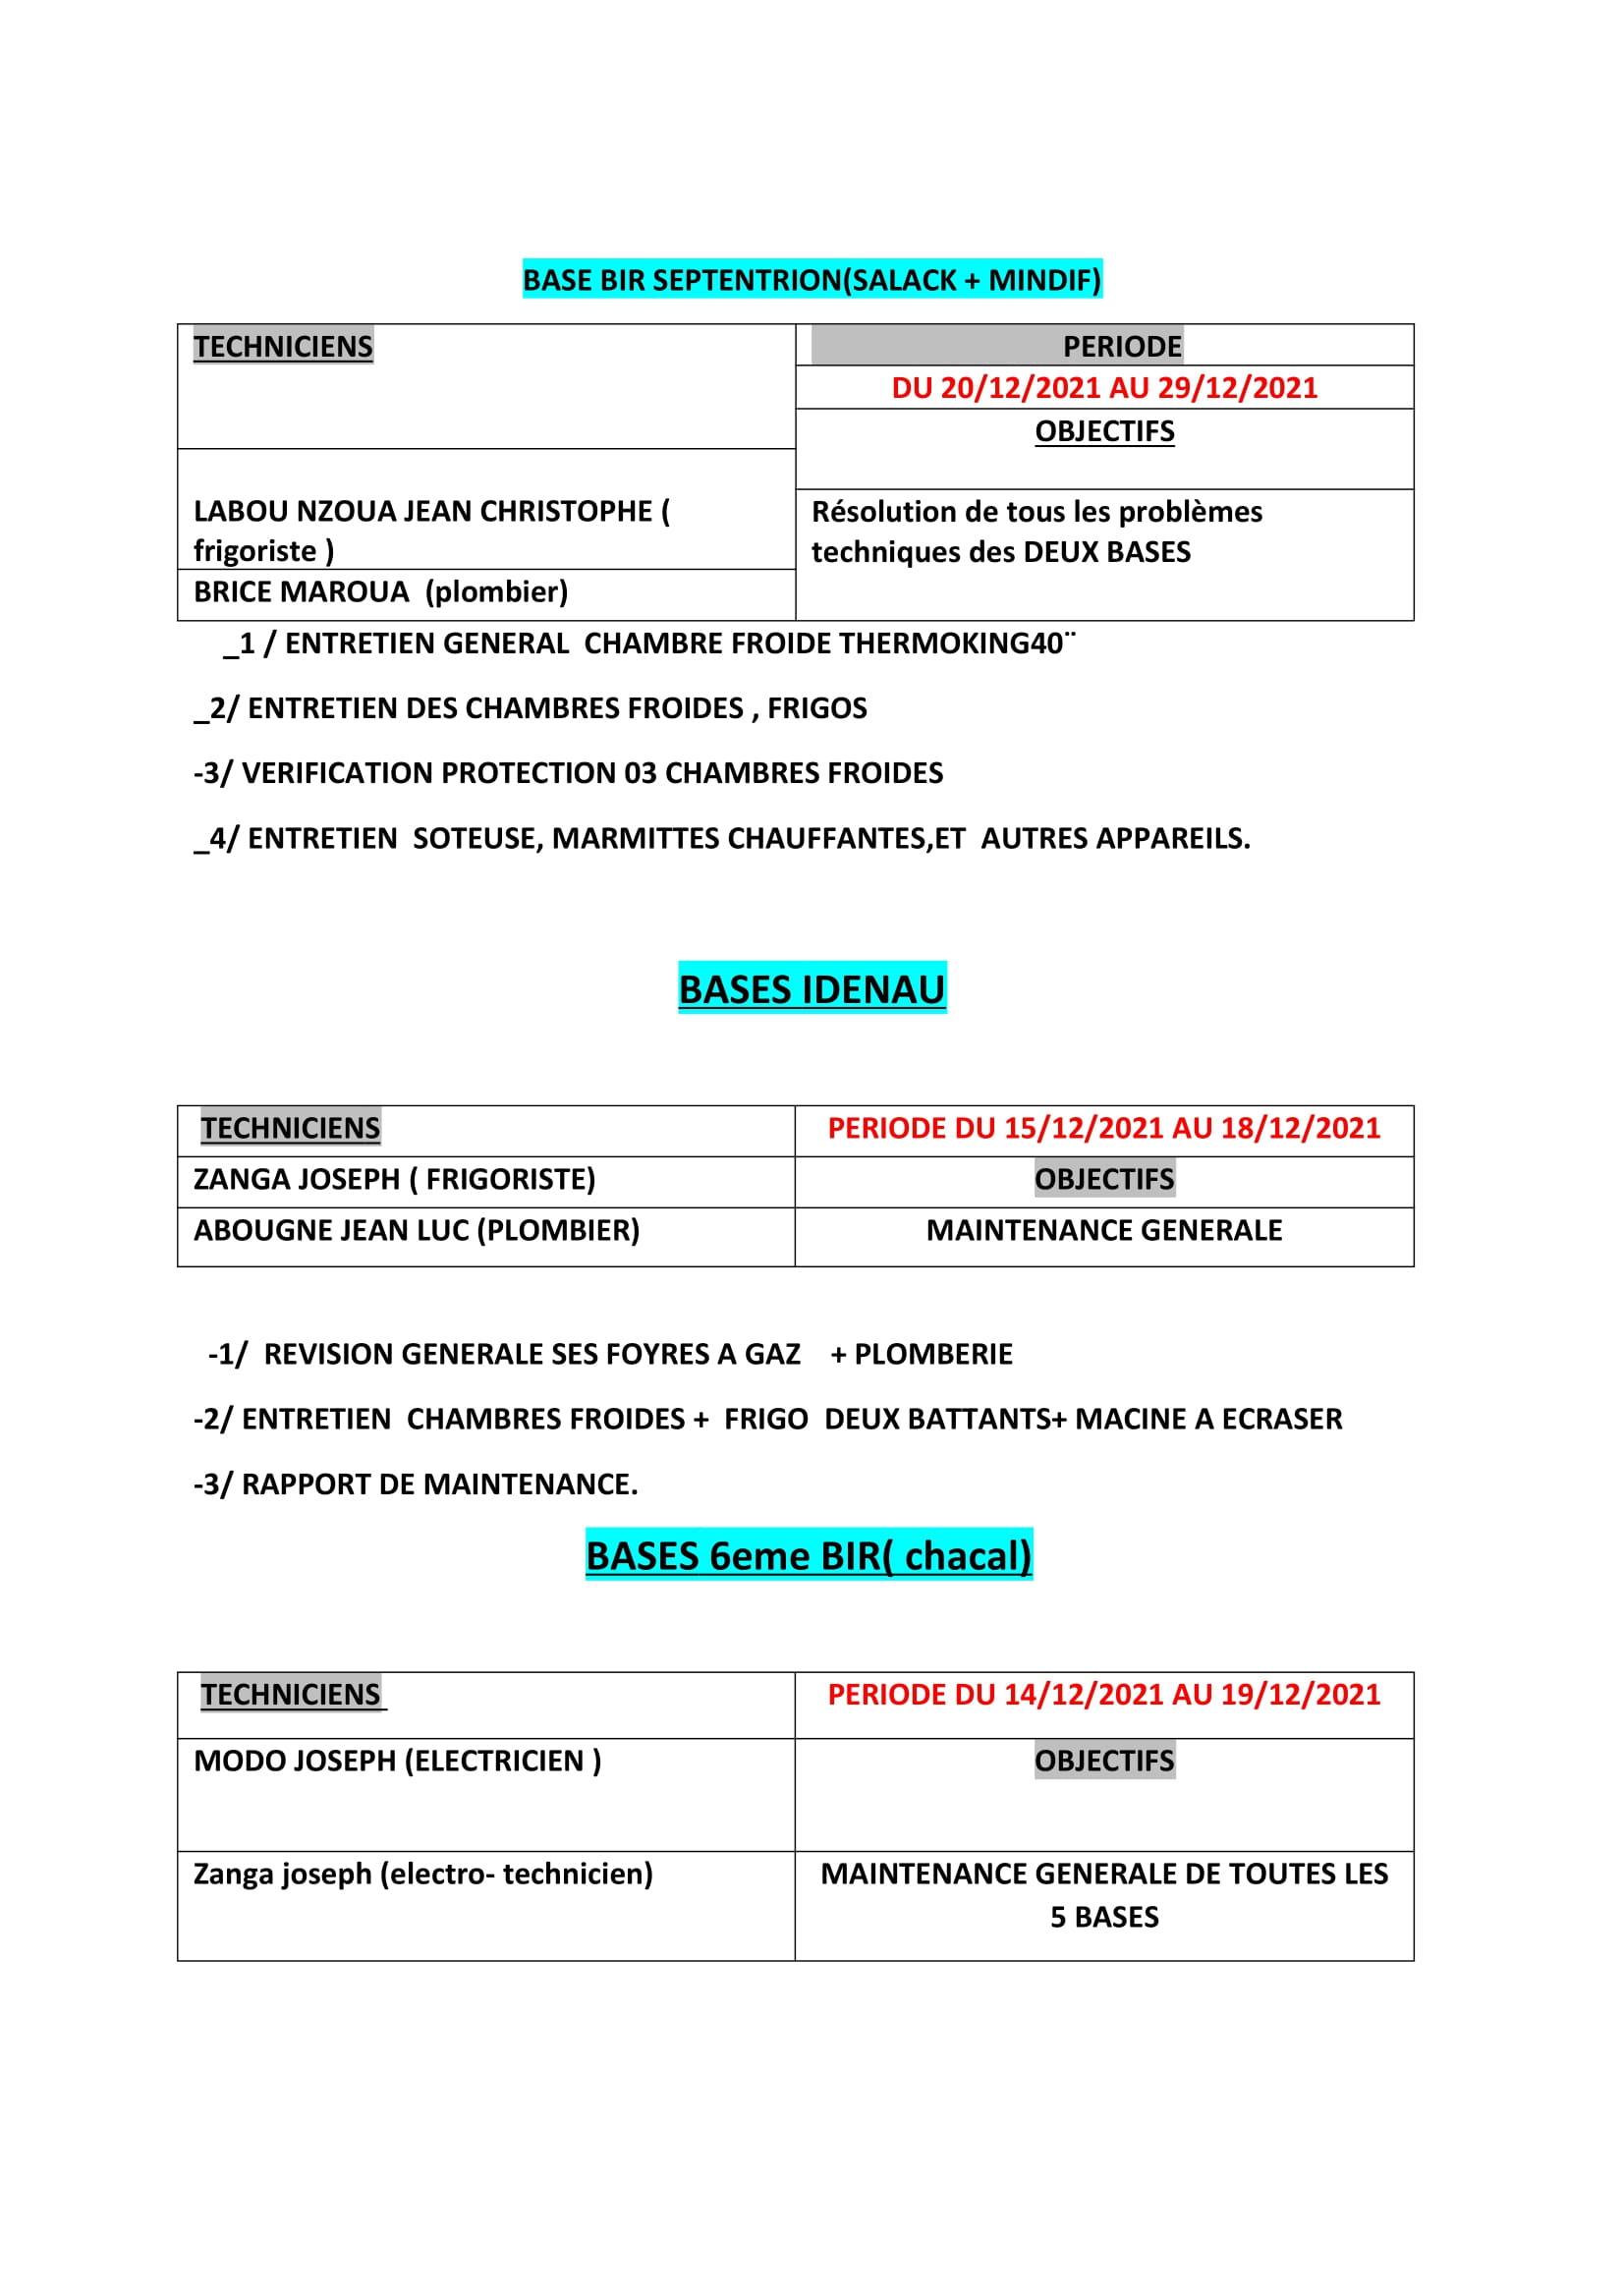 BASE BIR SEPTENTRION(SALACK + MINDIF)
TECHNICIENS
PERIODE
DU 20/12/2021 AU 29/12/2021
OBJECTIFS
LABOU NZOUA JEAN CHRISTOPHE (
frigoriste )
Résolution de tous les problèmes
techniques des DEUX BASES
BRICE MAROUA  (plombier)
_1 / ENTRETIEN GENERAL  CHAMBRE FROIDE THERMOKING40¨
_2/ ENTRETIEN DES CHAMBRES FROIDES , FRIGOS
-3/ VERIFICATION PROTECTION 03 CHAMBRES FROIDES
_4/ ENTRETIEN  SOTEUSE, MARMITTES CHAUFFANTES,ET  AUTRES APPAREILS.
BASES IDENAU
TECHNICIENS
PERIODE DU 15/12/2021 AU 18/12/2021
ZANGA JOSEPH ( FRIGORISTE)
OBJECTIFS
ABOUGNE JEAN LUC (PLOMBIER)
MAINTENANCE GENERALE
-1/  REVISION GENERALE SES FOYRES A GAZ    + PLOMBERIE
-2/ ENTRETIEN  CHAMBRES FROIDES +  FRIGO  DEUX BATTANTS+ MACINE A ECRASER
-3/ RAPPORT DE MAINTENANCE.
BASES 6eme BIR( chacal)
TECHNICIENS
PERIODE DU 14/12/2021 AU 19/12/2021
MODO JOSEPH (ELECTRICIEN )
OBJECTIFS
Zanga joseph (electro- technicien)
MAINTENANCE GENERALE DE TOUTES LES
5 BASES